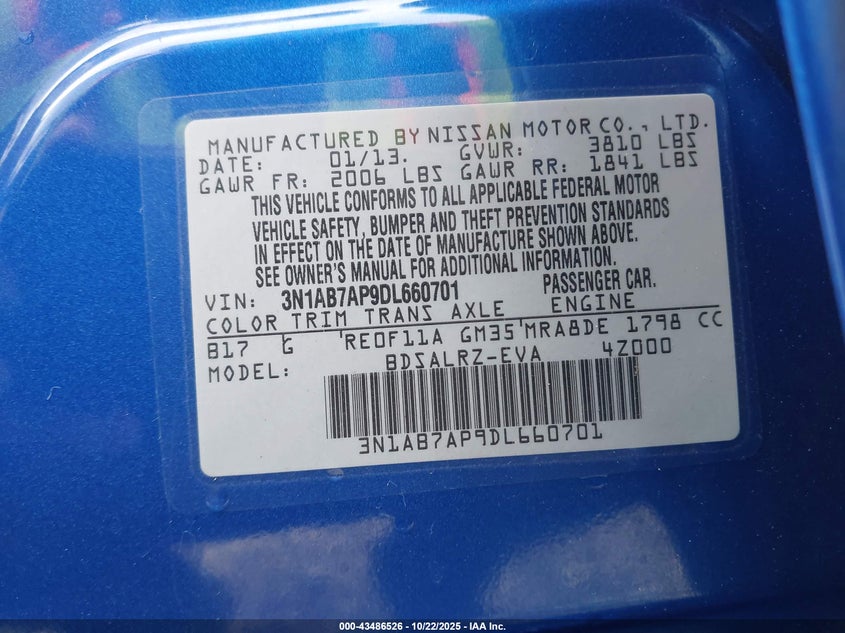 MANUFACTURED BY NISSAN MOTOR CO., LTD.
DATE: 01/13. GVWR: 3810 LBS
GAWR FR: 2006 LBS GAWR RR: 1841 LBS
THIS VEHICLE CONFORMS TO ALL APPLICABLE FEDERAL MOTOR
VEHICLE SAFETY, BUMPER AND THEFT PREVENTION STANDARDS
IN EFFECT ON THE DATE OF MANUFACTURE SHOWN ABOVE.
SEE OWNER'S MANUAL FOR ADDITIONAL INFORMATION.
VIN: 3N1AB7AP9DL660701 PASSENGER CAR.
COLOR TRIM TRANS AXLE ENGINE
B17 G RE0F11A GM35 MRA8DE 1798 CC
MODEL: BDSALRZ-EVA 4Z000
3N1AB7AP9DL660701
000-43486526 - 10/22/2025 - IAA Inc.